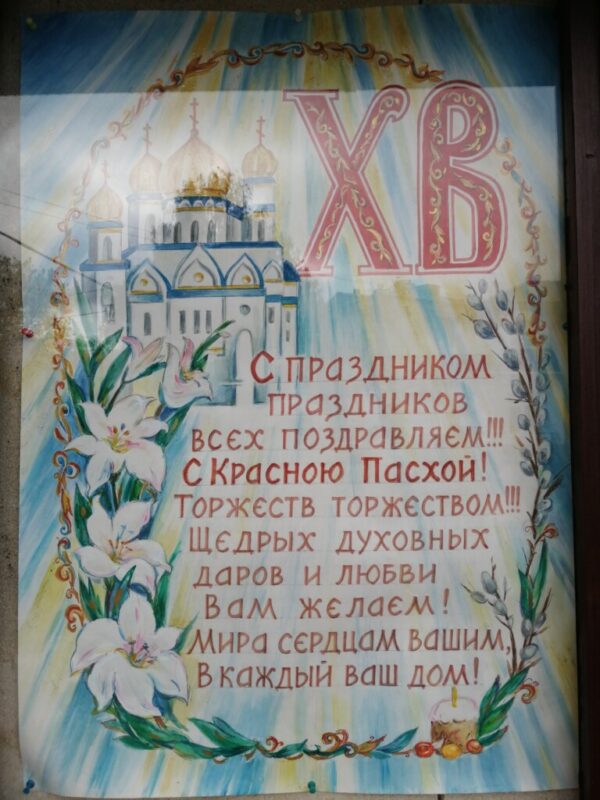 ХВ
С праздником
праздников
всех поздравляем!!!
С Красною Пасхой!
Торжеств торжеством!!!
Щедрых духовных
даров и любви
Вам желаем!
Мира сердцам вашим,
В каждый ваш дом!